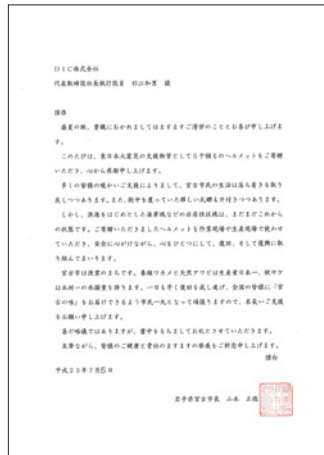 DIC株式会社
代表取締役社長執行役員　杉江和男　様
謹啓
盛夏の候、貴職におかれましてはますますご清栄のこととお喜び申し上げます。
このたびは、東日本大震災の支援物資として5千個ものヘルメットをご寄贈
いただき、心から感謝申し上げます。
多くの皆様の暖かいご支援によりまして、宮古市民の生活は落ち着きを取り
戻しつつあります。また、街中を覆っていた夥しい瓦礫も片付きつつあります。
しかし、漁港をはじめとした海岸域などの被害住区域は、まだまだこれから
の状態です。ご寄贈いただきましたヘルメットを作業現場や生産現場で使わせ
ていただき、安全に心がけながら、心をひとつにして、復旧、そして復興に取
り組んでまいります。
宮古市は漁業のまちです。養殖ワカメと天然アワビは生産量日本一、秋サケ
は本州一の水揚量を誇ります。一日も早く復旧を成し遂げ、全国の皆様に「宮
古の味」をお届けできるよう市民一丸となって頑張りますので、末長いご支援
をお願い申し上げます。
甚だ略儀ではありますが、書中をもちましてお礼とさせていただきます。
末筆ながら、皆様のご健康と貴社のますますの発展をご祈念申し上げます。
謹白
平成23年7月5日
岩手県宮古市長　山本　正德